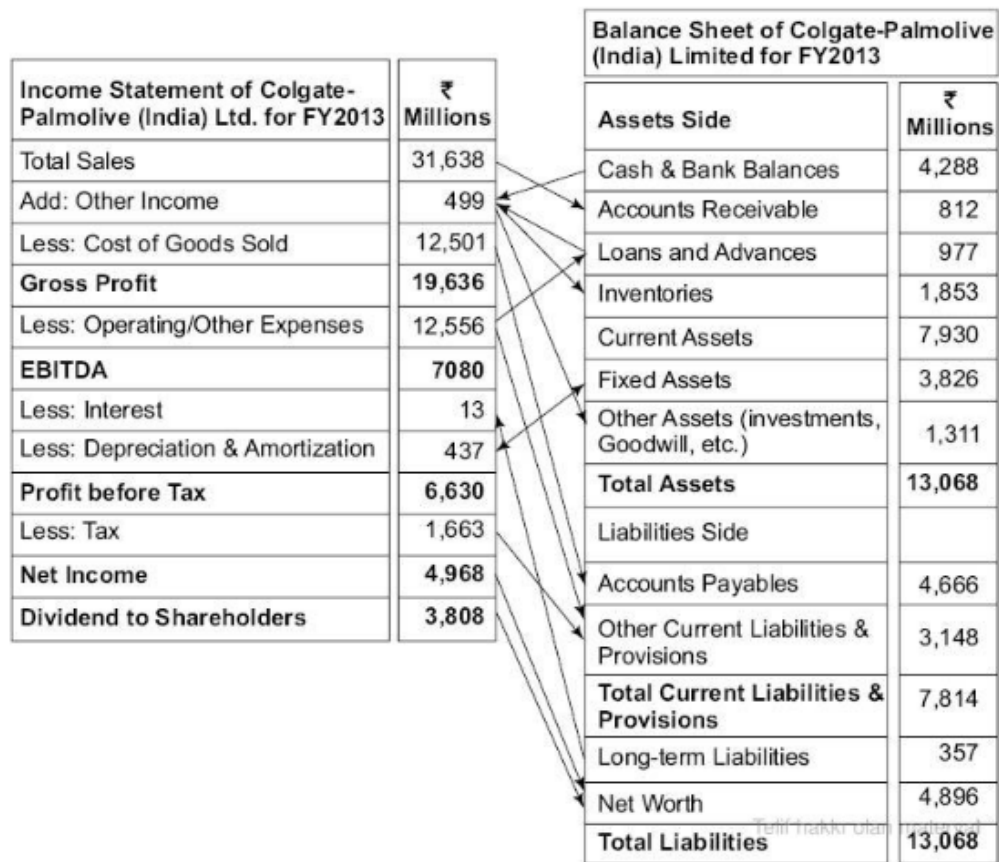 Income Statement of Colgate-
Palmolive (India) Ltd. for FY2013
₹
Millions
Total Sales 31,638
Add: Other Income 499
Less: Cost of Goods Sold 12,501
Gross Profit 19,636
Less: Operating/Other Expenses 12,556
EBITDA 7080
Less: Interest 13
Less: Depreciation & Amortization 437
Profit before Tax 6,630
Less: Tax 1,663
Net Income 4,968
Dividend to Shareholders 3,808
Balance Sheet of Colgate-Palmolive
(India) Limited for FY2013
Assets Side
₹
Millions
Cash & Bank Balances 4,288
Accounts Receivable 812
Loans and Advances 977
Inventories 1,853
Current Assets 7,930
Fixed Assets 3,826
Other Assets (investments,
Goodwill, etc.) 1,311
Total Assets 13,068
Liabilities Side
Accounts Payables 4,666
Other Current Liabilities &
Provisions 3,148
Total Current Liabilities &
Provisions 7,814
Long-term Liabilities 357
Net Worth 4,896
Telif hakkı olan materyal
Total Liabilities 13,068